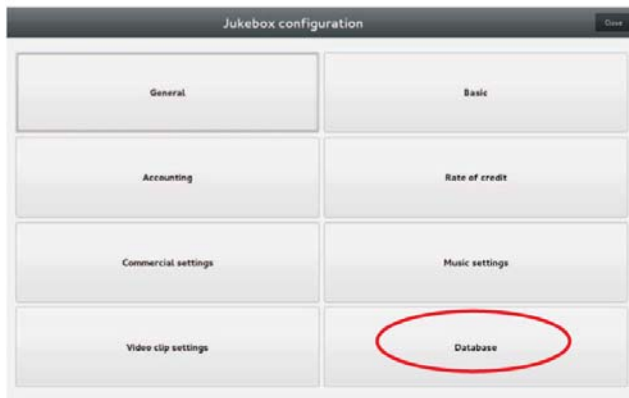 Jukebox configuration
Close
General
Basic
Accounting
Rate of credit
Commercial settings
Music settings
Video clip settings
Database